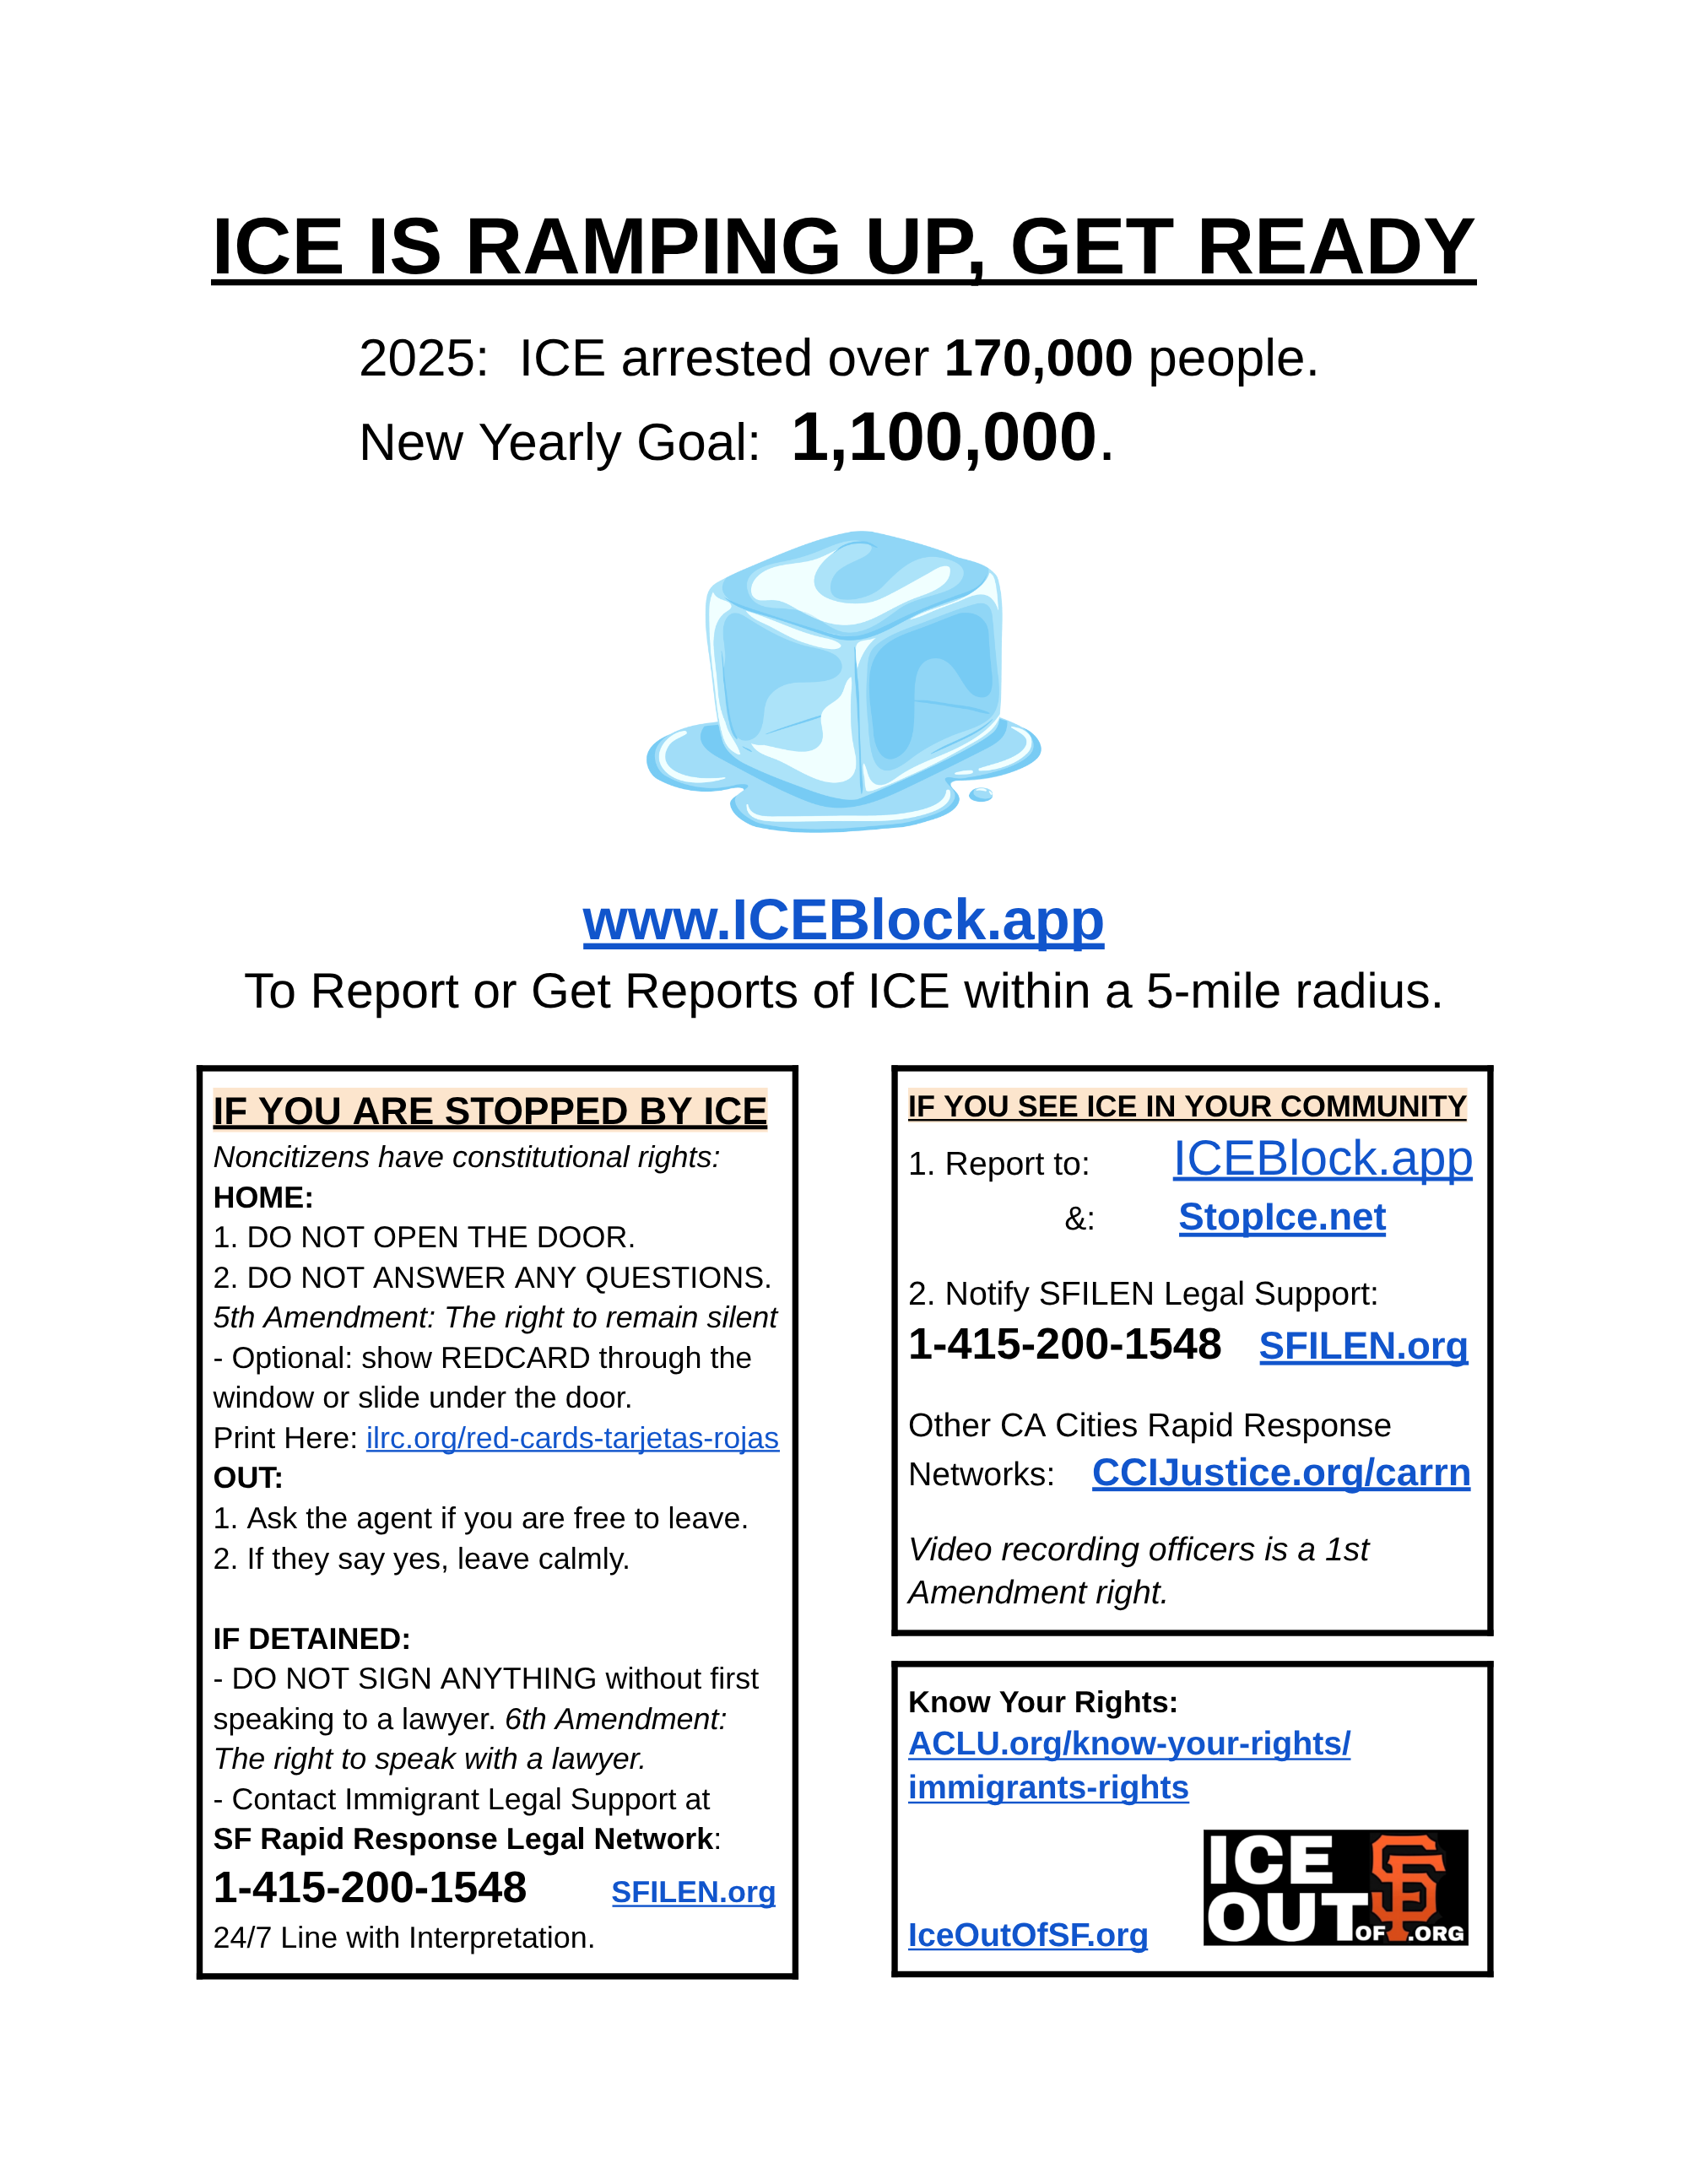 ICE IS RAMPING UP, GET READY
2025:  ICE arrested over 170,000 people.
New Yearly Goal:  1,100,000.
www.ICEBlock.app
To Report or Get Reports of ICE within a 5-mile radius.
IF YOU ARE STOPPED BY ICE
Noncitizens have constitutional rights:
HOME:
1. DO NOT OPEN THE DOOR.
2. DO NOT ANSWER ANY QUESTIONS.
5th Amendment: The right to remain silent
- Optional: show REDCARD through the
window or slide under the door.
Print Here: ilrc.org/red-cards-tarjetas-rojas
OUT:
1. Ask the agent if you are free to leave.
2. If they say yes, leave calmly.
IF DETAINED:
- DO NOT SIGN ANYTHING without first
speaking to a lawyer. 6th Amendment:
The right to speak with a lawyer.
- Contact Immigrant Legal Support at
SF Rapid Response Legal Network:
1-415-200-1548 SFILEN.org
24/7 Line with Interpretation.
IF YOU SEE ICE IN YOUR COMMUNITY
1. Report to: ICEBlock.app
&: StopIce.net
2. Notify SFILEN Legal Support:
1-415-200-1548 SFILEN.org
Other CA Cities Rapid Response
Networks: CCIJustice.org/carrn
Video recording officers is a 1st
Amendment right.
Know Your Rights:
ACLU.org/know-your-rights/
immigrants-rights
IceOutOfSF.org
ICE
OUT OF SF .ORG